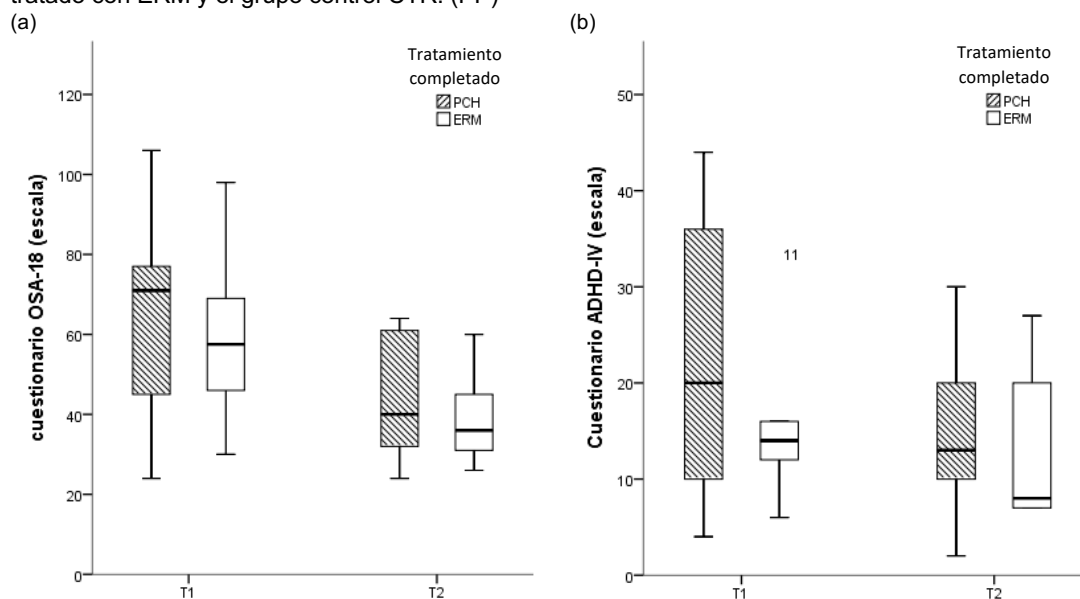 tratado con ERM y el grupo control STR. (PP)
(a)
Tratamiento
completado
PCH
ERM
cuestionario OSA-18 (escala)
120
100
80
60
40
20
0
T1
T2
(b)
Tratamiento
completado
PCH
ERM
Cuestionario ADHD-IV (escala)
50
40
30
20
10
0
11
T1
T2